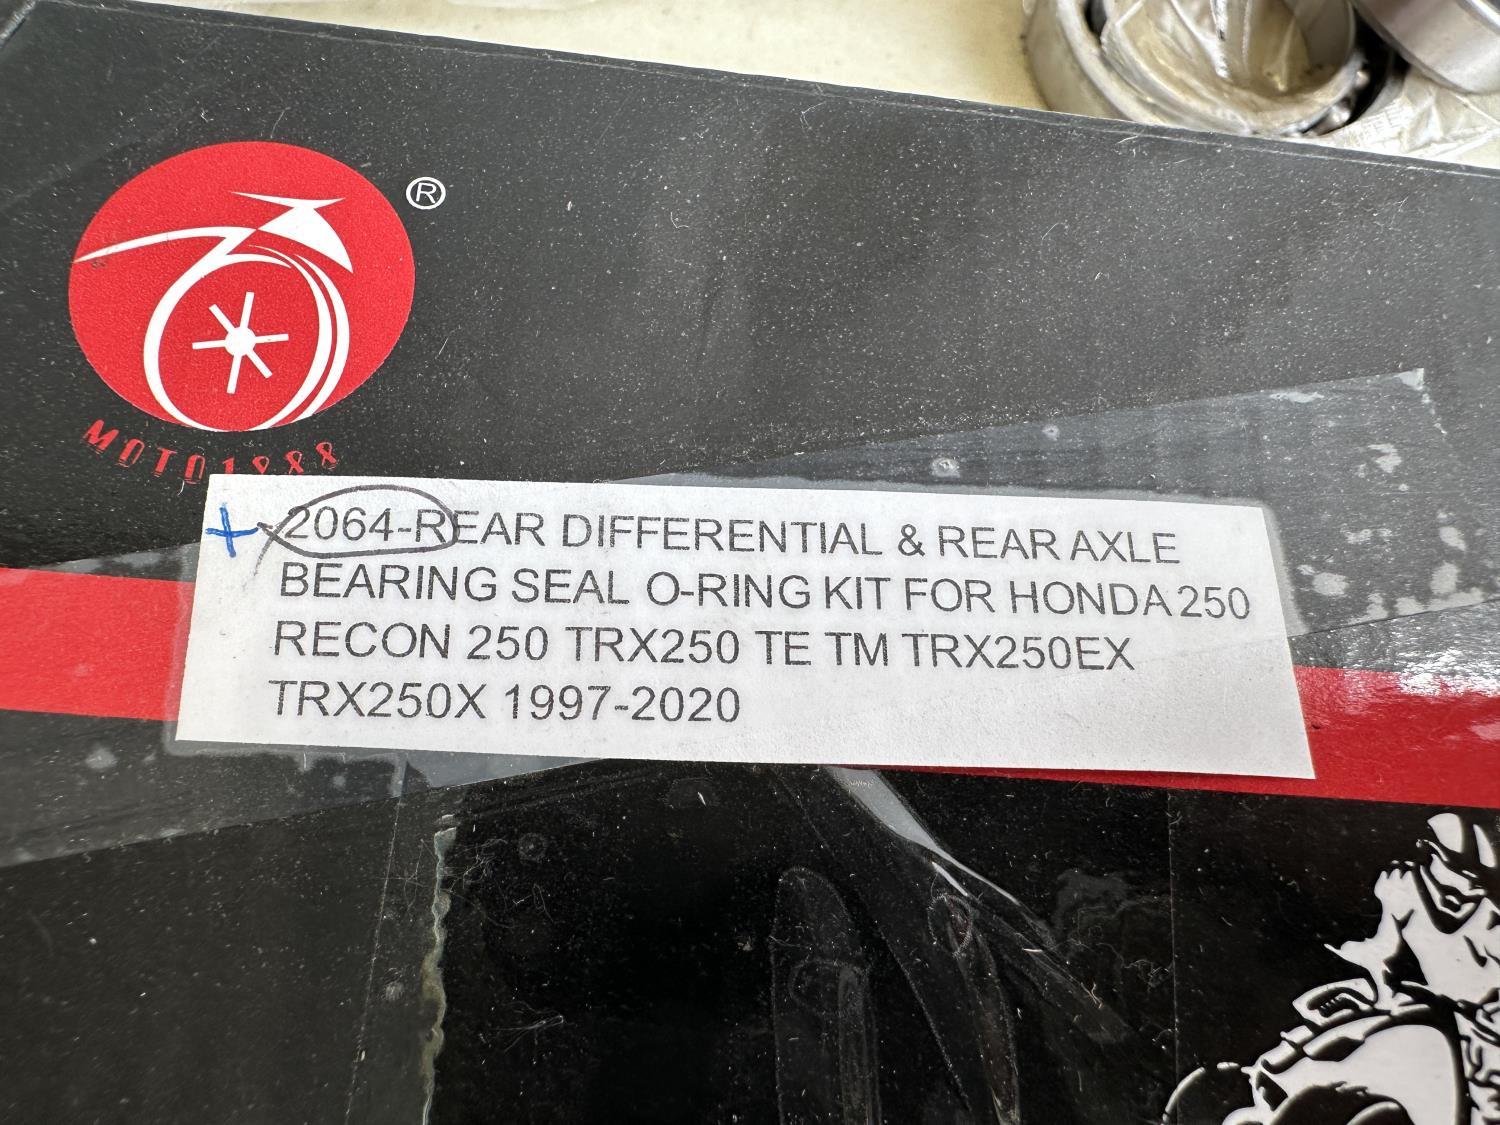 ®
MOTO1888
+ 2064-REAR DIFFERENTIAL & REAR AXLE
BEARING SEAL O-RING KIT FOR HONDA 250
RECON 250 TRX250 TE TM TRX250EX
TRX250X 1997-2020